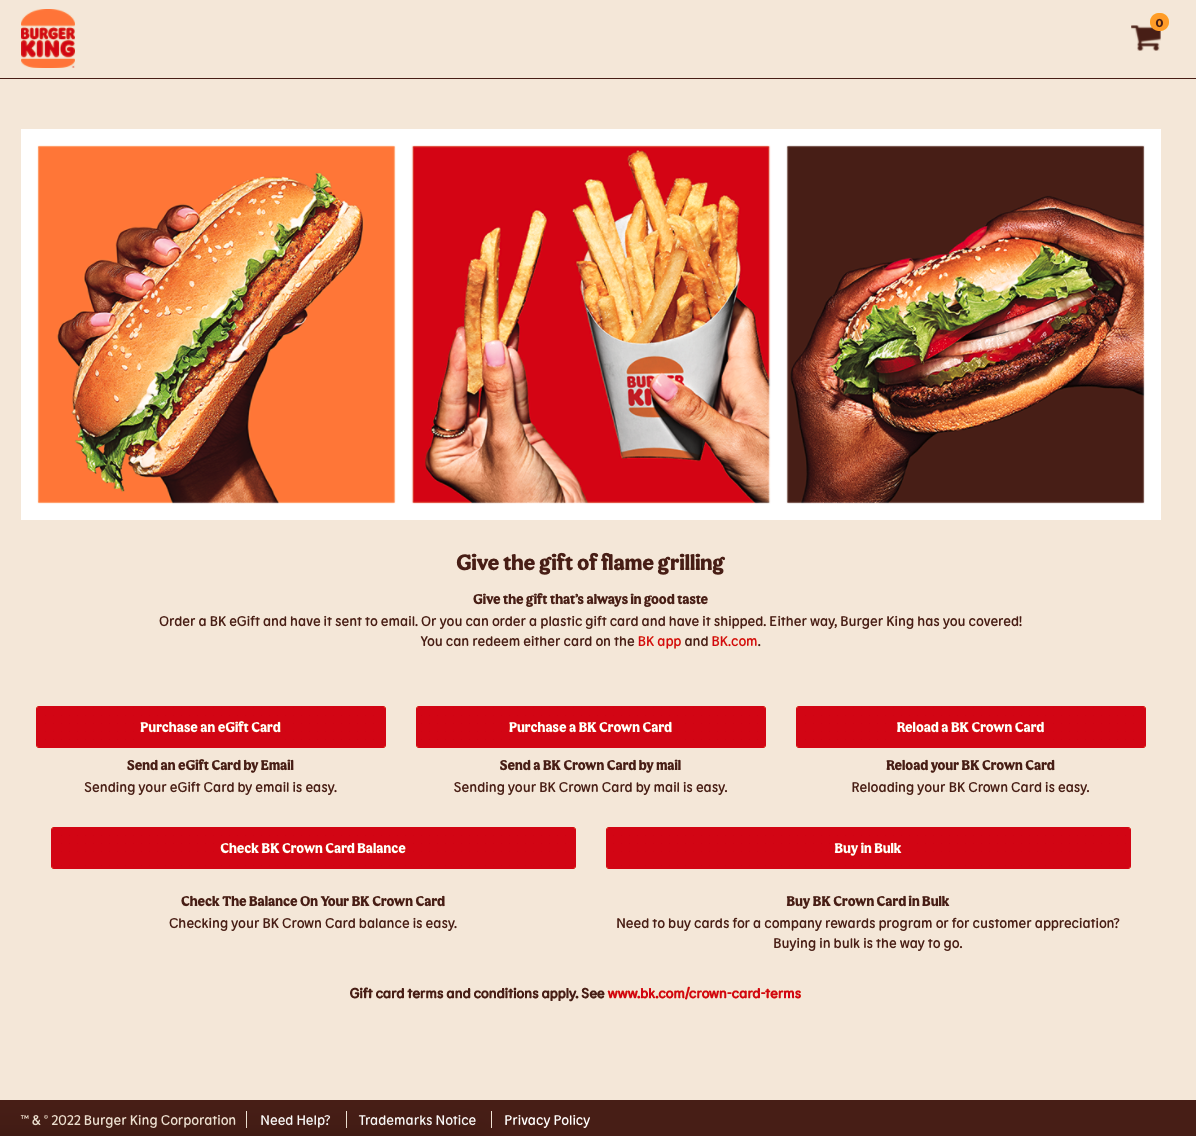 BURGER
KING
0
BURGER
Give the gift of flame grilling
Give the gift that's always in good taste
Order a BK eGift and have it sent to email. Or you can order a plastic gift card and have it shipped. Either way, Burger King has you covered!
You can redeem either card on the BK app and BK.com.
Purchase an eGift Card
Purchase a BK Crown Card
Reload a BK Crown Card
Send an eGift Card by Email
Send a BK Crown Card by mail
Reload your BK Crown Card
Sending your eGift Card by email is easy.
Sending your BK Crown Card by mail is easy.
Reloading your BK Crown Card is easy.
Check BK Crown Card Balance
Buy in Bulk
Check The Balance On Your BK Crown Card
Buy BK Crown Card in Bulk
Checking your BK Crown Card balance is easy.
Need to buy cards for a company rewards program or for customer appreciation?
Buying in bulk is the way to go.
Gift card terms and conditions apply. See www.bk.com/crown-card-terms
™ & ® 2022 Burger King Corporation
Need Help?
Trademarks Notice
Privacy Policy